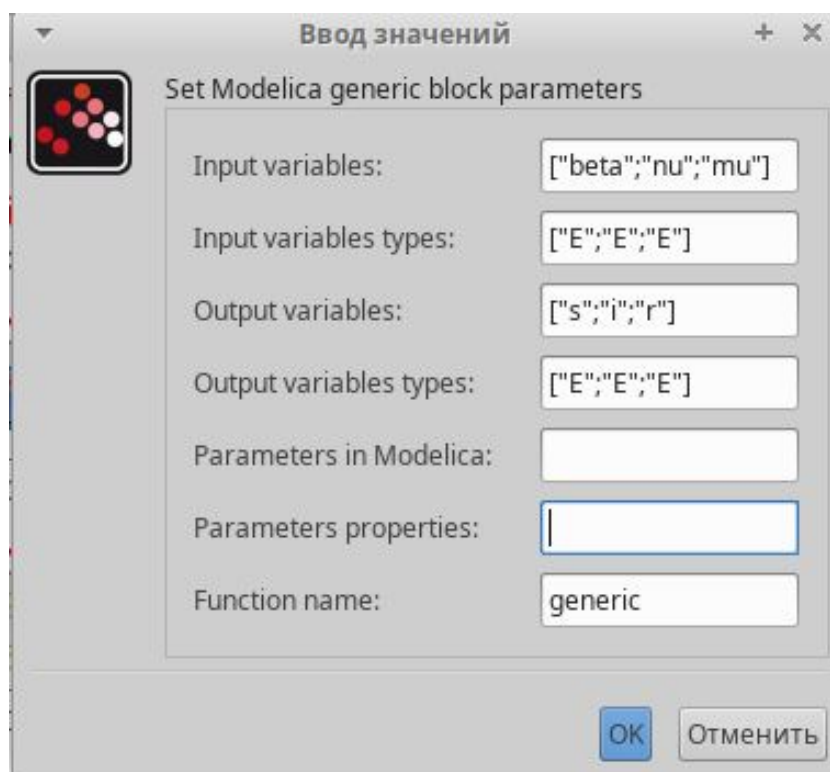 Ввод значений
Set Modelica generic block parameters
Input variables: ["beta";"nu";"mu"]
Input variables types: ["E";"E";"E"]
Output variables: ["s";"i";"r"]
Output variables types: ["E";"E";"E"]
Parameters in Modelica:
Parameters properties:
Function name: generic
OK Отменить